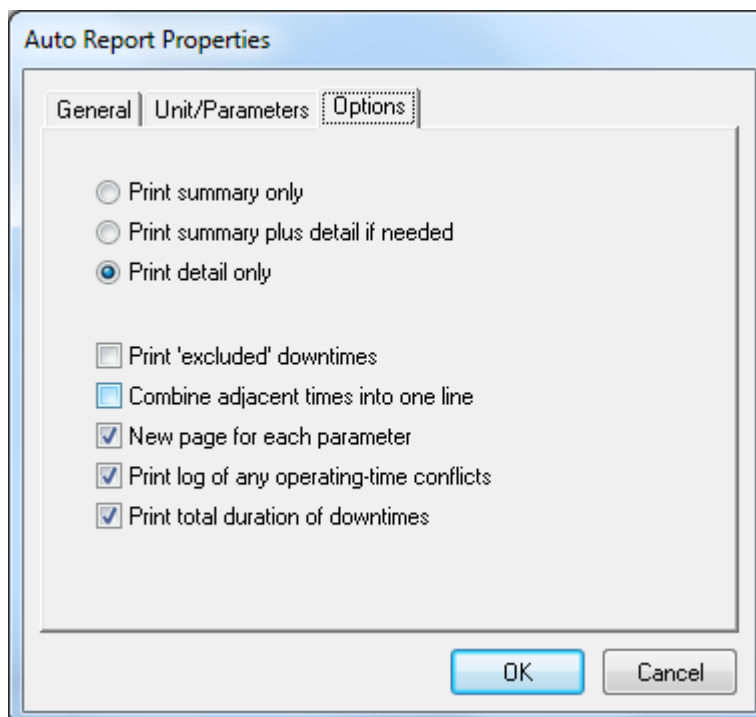 Auto Report Properties
General Unit/Parameters Options
Print summary only
Print summary plus detail if needed
Print detail only
Print 'excluded' downtimes
Combine adjacent times into one line
New page for each parameter
Print log of any operating-time conflicts
Print total duration of downtimes
OK Cancel